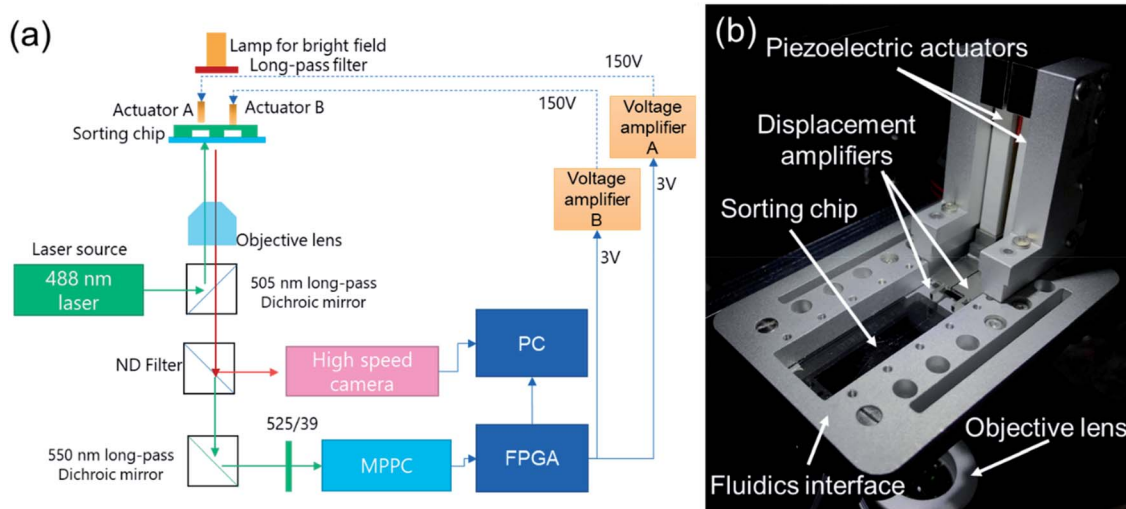 (a)
Lamp for bright field
Long-pass filter
150V
Actuator A
Actuator B
150V
Sorting chip
Voltage
amplifier
A
Voltage
amplifier
B
3V
3V
Objective lens
Laser source
488 nm
laser
505 nm long-pass
Dichroic mirror
ND Filter
High speed
camera
PC
525/39
550 nm long-pass
Dichroic mirror
MPPC
FPGA
(b)
Piezoelectric actuators
Displacement
amplifiers
Sorting chip
Objective lens
Fluidics interface